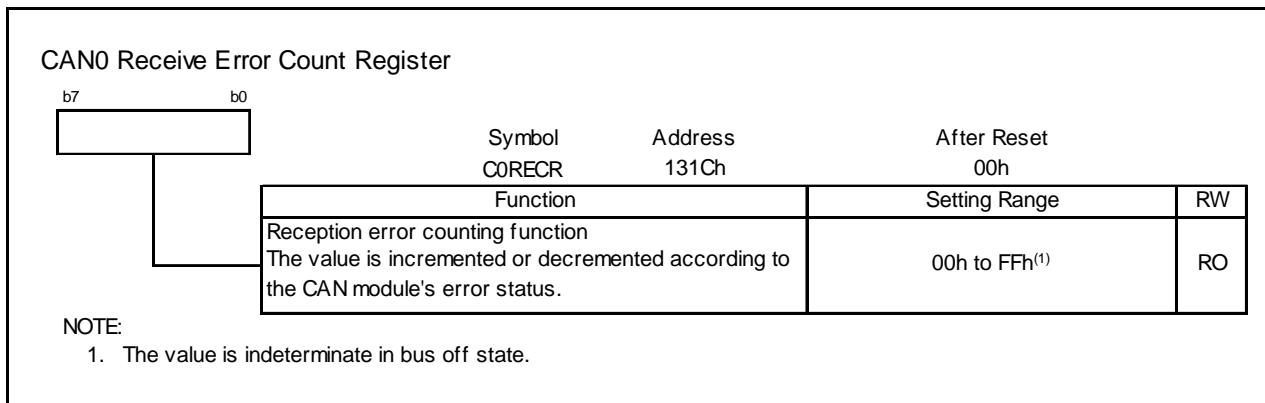 CAN0 Receive Error Count Register
b7 b0
Symbol Address After Reset
C0RECR 131Ch 00h
Function Setting Range RW
Reception error counting function
The value is incremented or decremented according to
the CAN module's error status.
00h to FFh(1) RO
NOTE:
1. The value is indeterminate in bus off state.